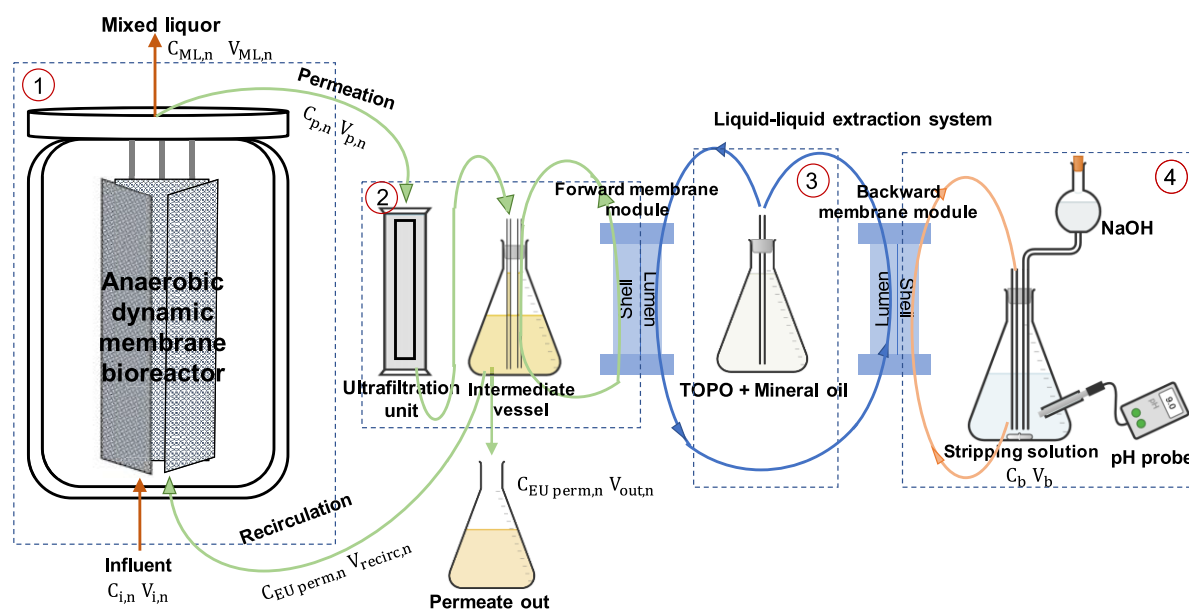 Mixed liquor
C_ML,n V_ML,n
1
Permeation
C_p,n V_p,n
Liquid-liquid extraction system
2
Forward membrane
module
3
Backward
membrane module
4
NaOH
Anaerobic
dynamic
membrane
bioreactor
Shell
Lumen
Lumen
Shell
Ultrafiltration
unit
Intermediate
vessel
TOPO + Mineral oil
pH
9.0
Stripping solution
C_b V_b
pH probe
C_EU perm,n V_out,n
Recirculation
C_EU perm,n V_recirc,n
Influent
C_i,n V_i,n
Permeate out